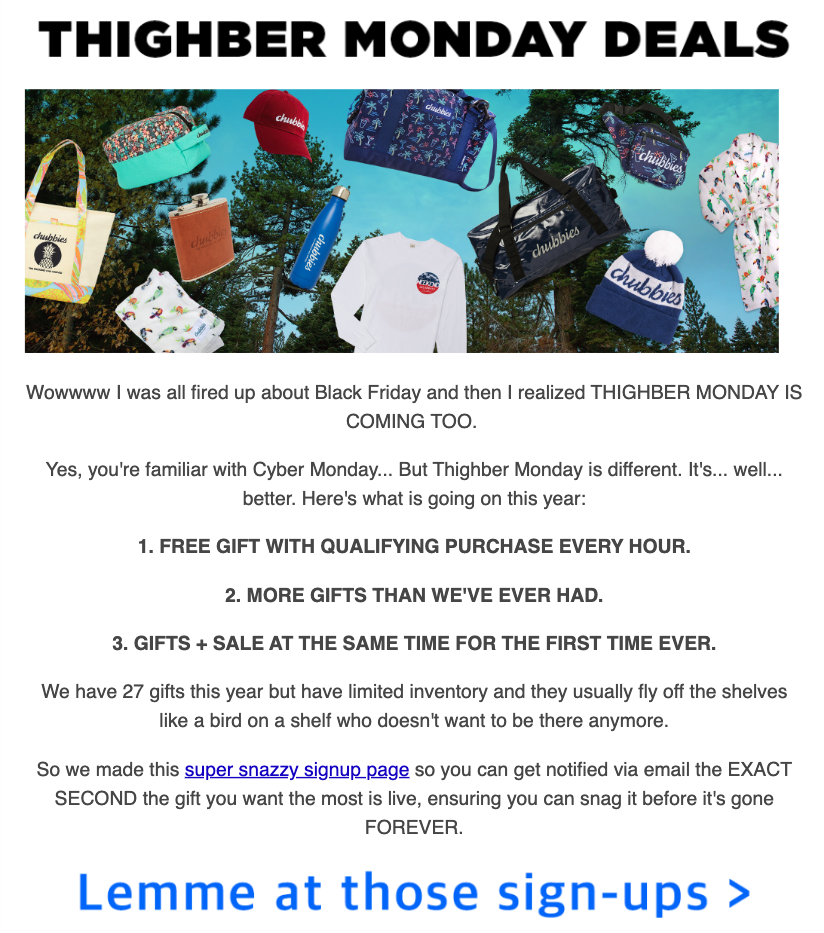 THIGHBER MONDAY DEALS
chubbies
chubbies
chubbies
chubbies
chubbies
chubbies
chubbies
chubbies
chubbies
WEEKEND
chubbies
Wowwww I was all fired up about Black Friday and then I realized THIGHBER MONDAY IS
COMING TOO.
Yes, you're familiar with Cyber Monday... But Thighber Monday is different. It's... well...
better. Here's what is going on this year:
1. FREE GIFT WITH QUALIFYING PURCHASE EVERY HOUR.
2. MORE GIFTS THAN WE'VE EVER HAD.
3. GIFTS + SALE AT THE SAME TIME FOR THE FIRST TIME EVER.
We have 27 gifts this year but have limited inventory and they usually fly off the shelves
like a bird on a shelf who doesn't want to be there anymore.
So we made this super snazzy signup page so you can get notified via email the EXACT
SECOND the gift you want the most is live, ensuring you can snag it before it's gone
FOREVER.
Lemme at those sign-ups >